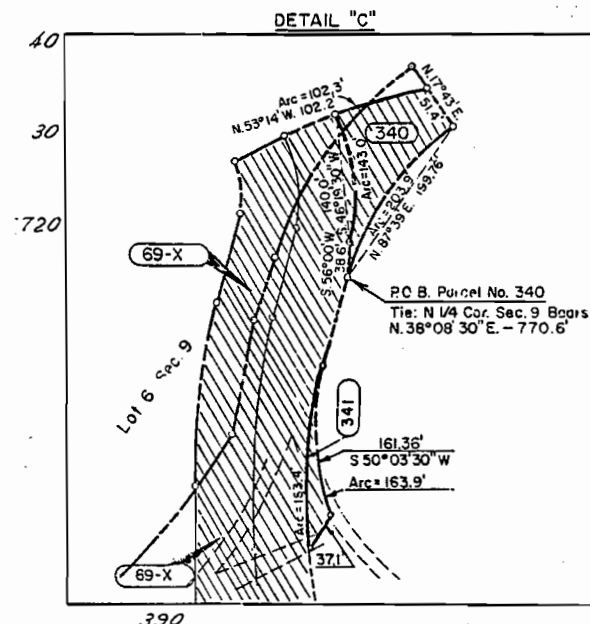 DETAIL "C"
40
30
720
390
Arc = 102.3'
N. 53°14' W. 102.2'
N. 17°43' E.
51.4'
340
Arc = 143.0'
140.0'
S. 46°19'30" W.
38.6'
S. 56°00' W.
Arc = 203.9'
N. 87°39' E. 199.76'
69-X
P.O.B. Parcel No. 340
Tie: N 1/4 Cor. Sec. 9 Bears
N. 38°08'30" E. - 770.6'
Lot 6 Sec. 9
341
161.36'
S 50°03'30" W
Arc = 163.9'
Arc = 153.4'
37.1'
69-X